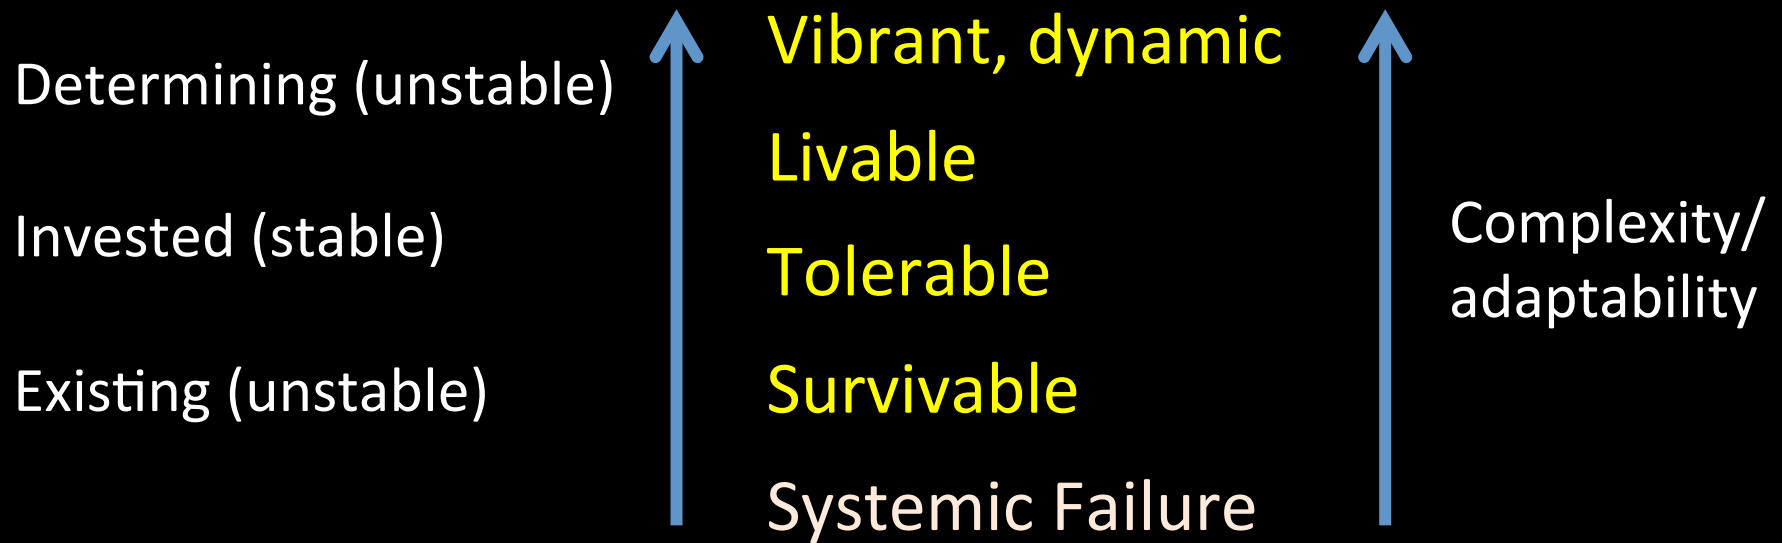 Determining (unstable)
Invested (stable)
Existing (unstable)
Vibrant, dynamic
Livable
Tolerable
Survivable
Systemic Failure
Complexity/
adaptability